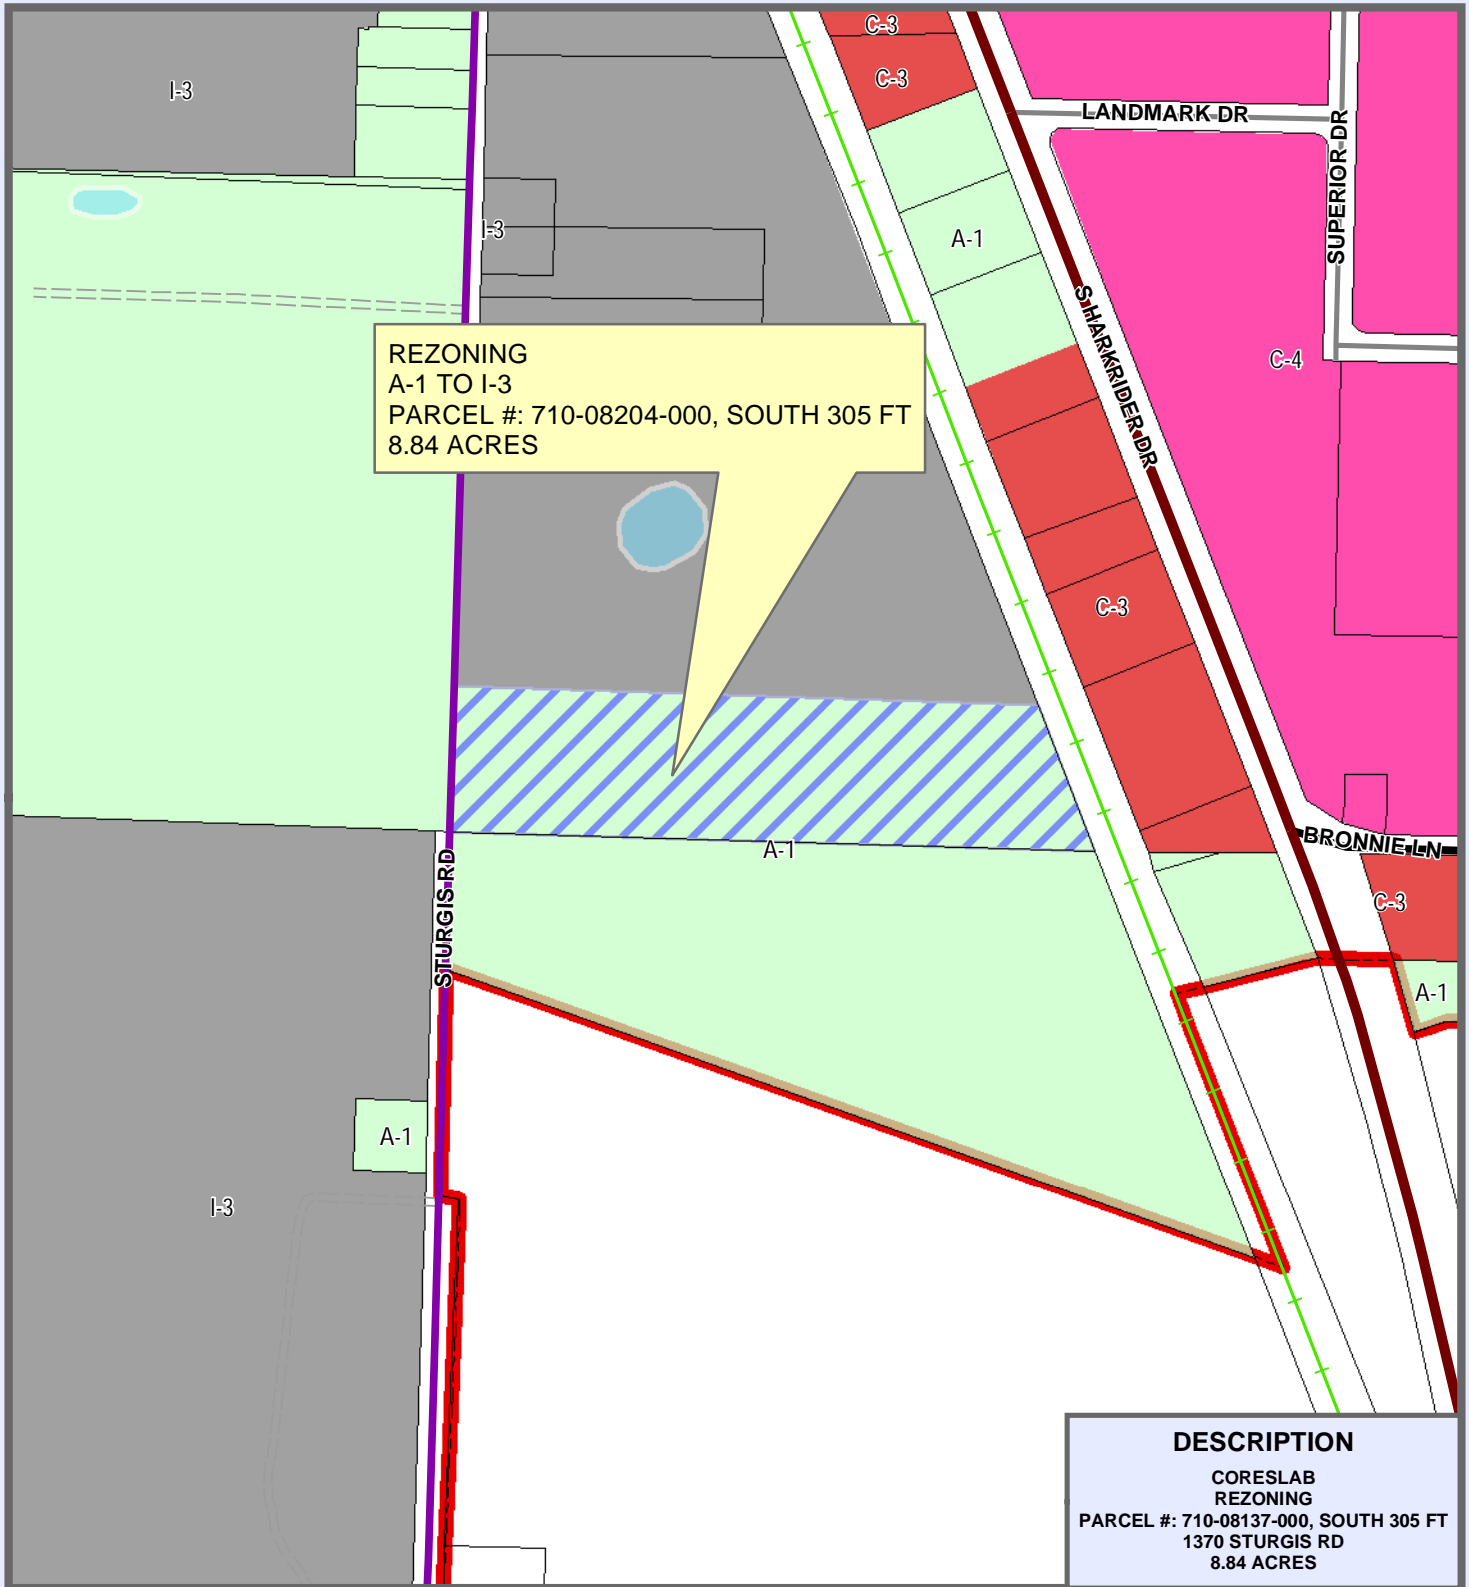 C-3
I-3
C-3
LANDMARK DR
SUPERIOR DR
I-3
A-1
S HARKRIDER DR
REZONING
A-1 TO I-3
PARCEL #: 710-08204-000, SOUTH 305 FT
8.84 ACRES
C-4
C-3
BRONNIE LN
A-1
STURGIS RD
C-3
A-1
A-1
I-3
DESCRIPTION
CORESLAB
REZONING
PARCEL #: 710-08137-000, SOUTH 305 FT
1370 STURGIS RD
8.84 ACRES